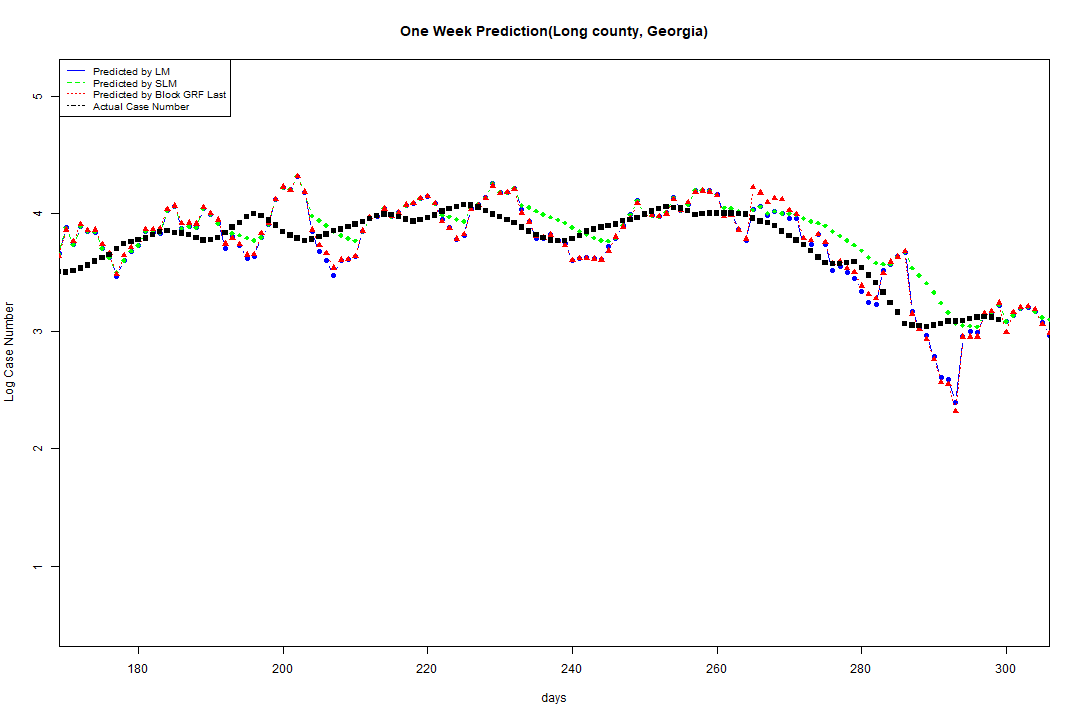 One Week Prediction(Long county, Georgia)
Predicted by LM
Predicted by SLM
Predicted by Block GRF Last
Actual Case Number
5
4
3
2
1
Log Case Number
180 200 220 240 260 280 300
days